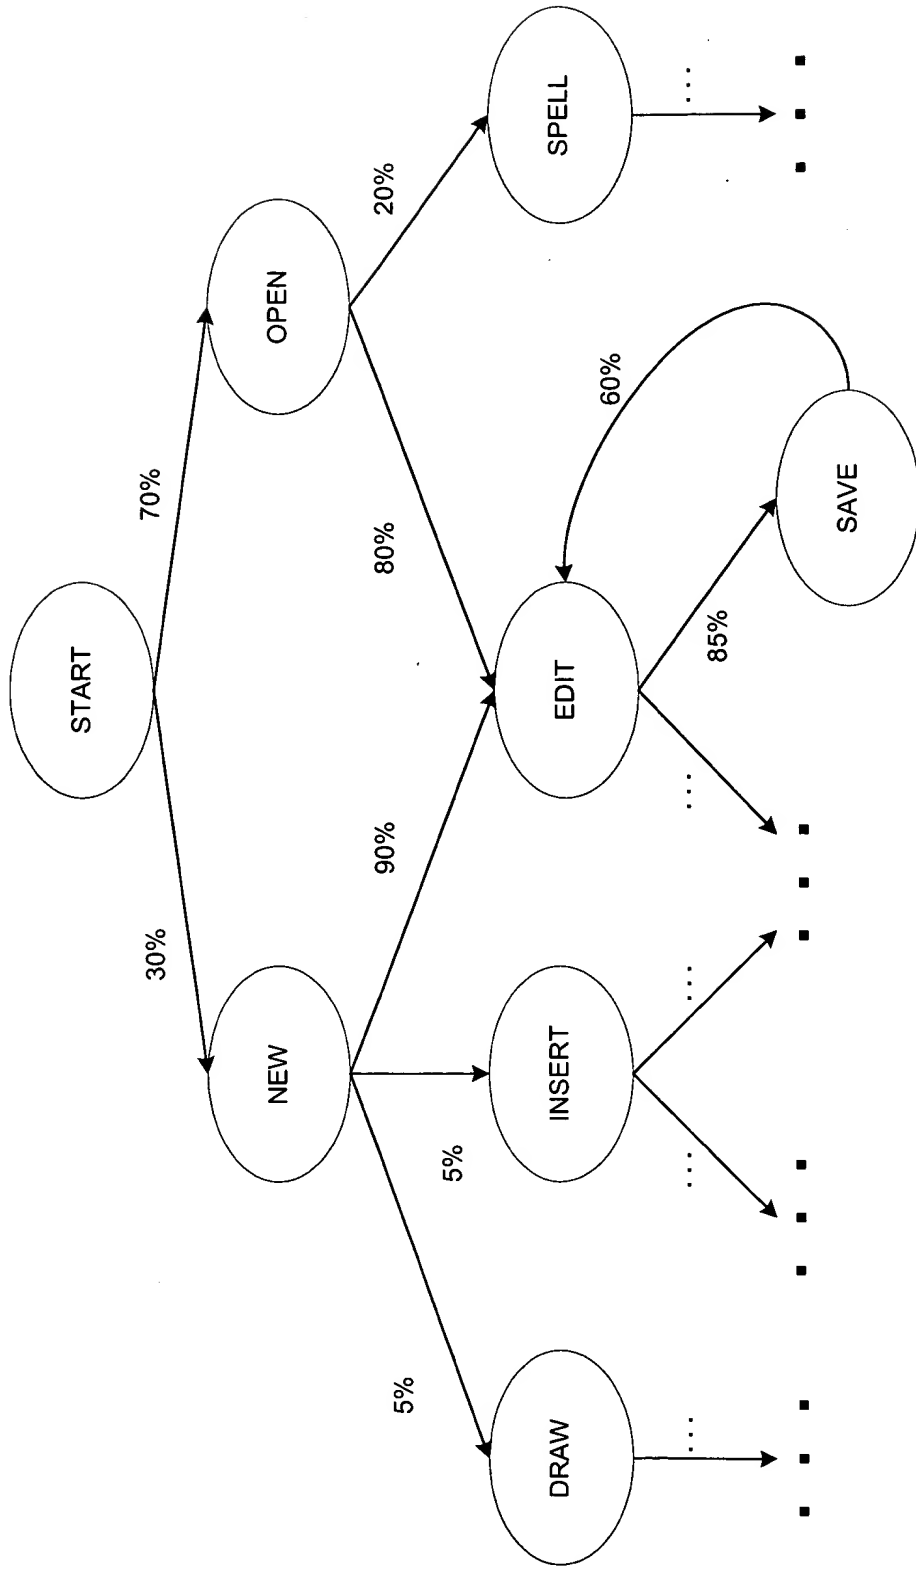 START
30%
70%
NEW
OPEN
5%
5%
90%
80%
20%
DRAW
INSERT
EDIT
SPELL
60%
...
...
...
...
...
85%
SAVE